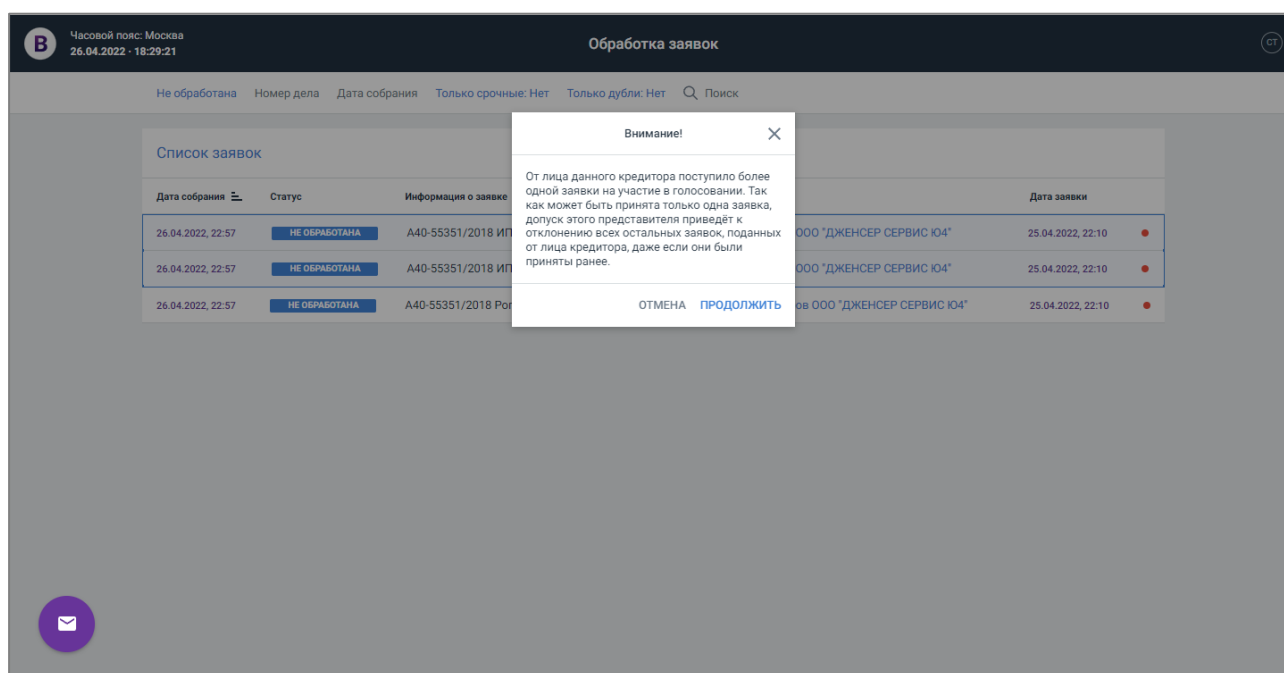 В
Часовой пояс: Москва
26.04.2022 · 18:29:21
Обработка заявок
СТ
Не обработана Номер дела Дата собрания Только срочные: Нет Только дубли: Нет Поиск
Список заявок
Дата собрания Статус Информация о заявке Дата заявки
26.04.2022, 22:57 НЕ ОБРАБОТАНА А40-55351/2018 ИП ООО "ДЖЕНСЕР СЕРВИС Ю4" 25.04.2022, 22:10
26.04.2022, 22:57 НЕ ОБРАБОТАНА А40-55351/2018 ИП ООО "ДЖЕНСЕР СЕРВИС Ю4" 25.04.2022, 22:10
26.04.2022, 22:57 НЕ ОБРАБОТАНА А40-55351/2018 Рог ов ООО "ДЖЕНСЕР СЕРВИС Ю4" 25.04.2022, 22:10
Внимание!
От лица данного кредитора поступило более
одной заявки на участие в голосовании. Так
как может быть принята только одна заявка,
допуск этого представителя приведёт к
отклонению всех остальных заявок, поданных
от лица кредитора, даже если они были
приняты ранее.
ОТМЕНА ПРОДОЛЖИТЬ